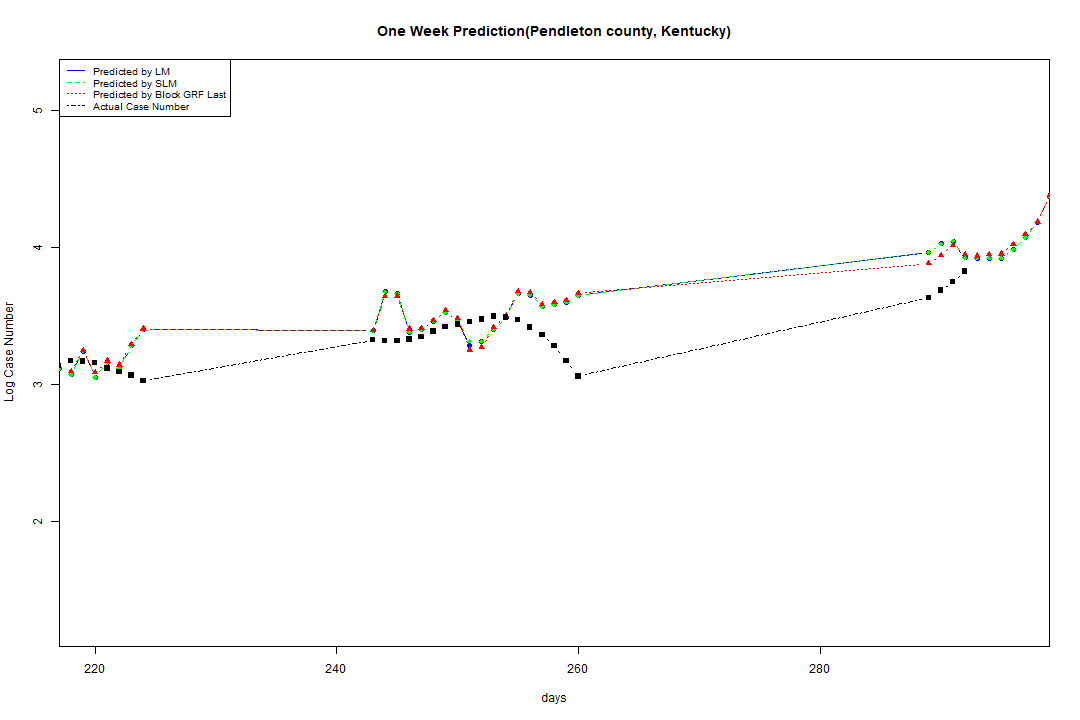 One Week Prediction(Pendleton county, Kentucky)
Predicted by LM
Predicted by SLM
Predicted by Block GRF Last
Actual Case Number
5
4
3
2
Log Case Number
220
240
260
280
days